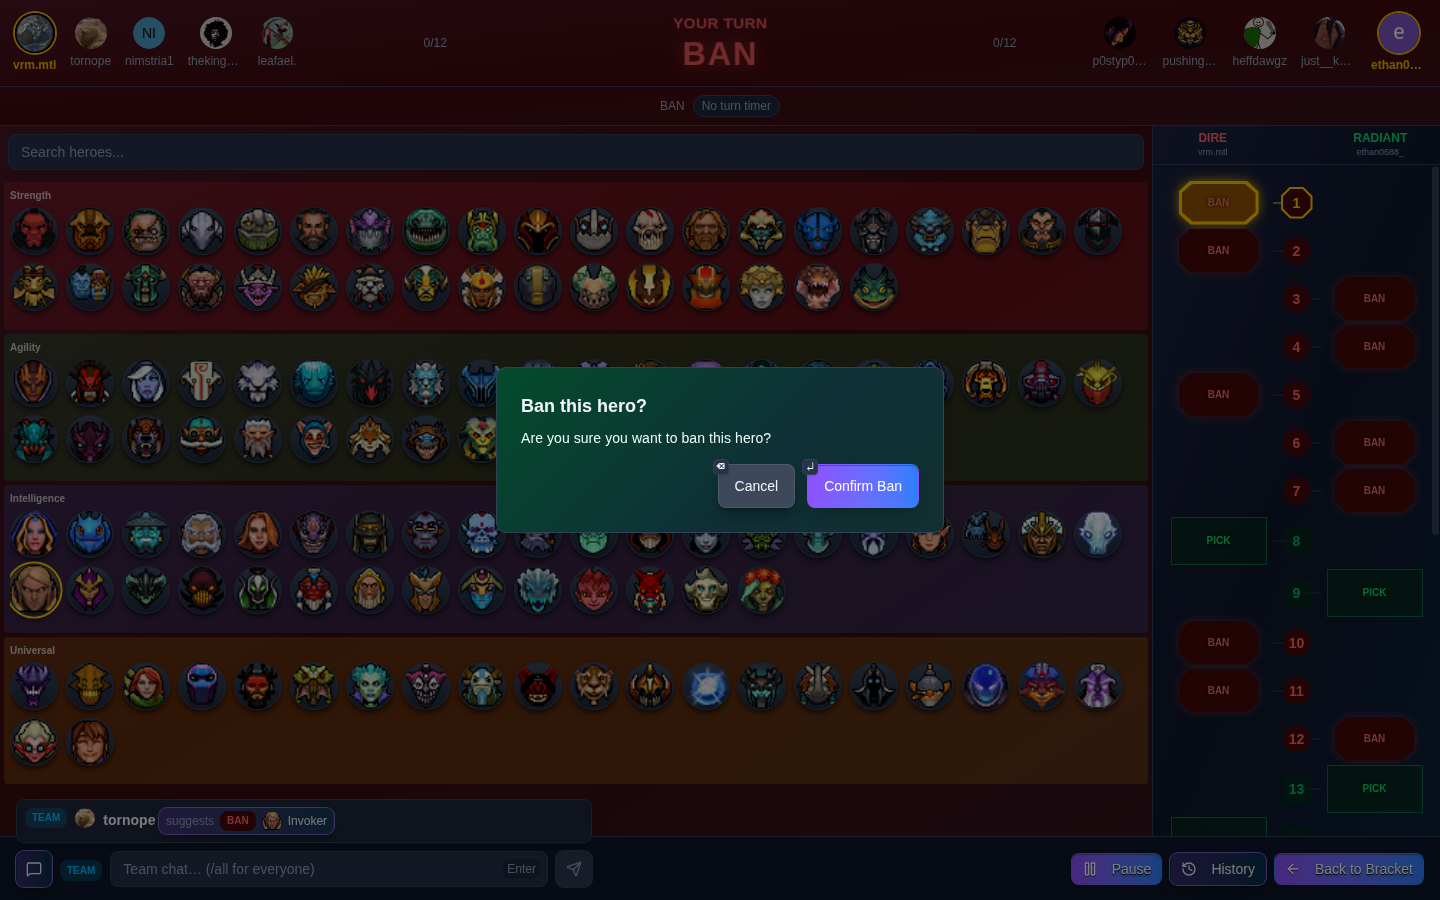 YOUR TURN
BAN
vrm.mtl
tornope
NI
nimstria1
theking...
leafael.
0/12
0/12
p0styp0...
pushing...
heffdawgz
just__k...
e
ethan0...
BAN
No turn timer
Search heroes...
DIRE
vrm.mtl
RADIANT
ethan0688_
Strength
Agility
Intelligence
Universal
Ban this hero?
Are you sure you want to ban this hero?
Cancel
Confirm Ban
BAN 1
BAN 2
3 BAN
4 BAN
BAN 5
6 BAN
7 BAN
PICK 8
9 PICK
BAN 10
BAN 11
12 BAN
13 PICK
TEAM tornope suggests BAN Invoker
TEAM
Team chat… (/all for everyone)
Enter
Pause
History
Back to Bracket